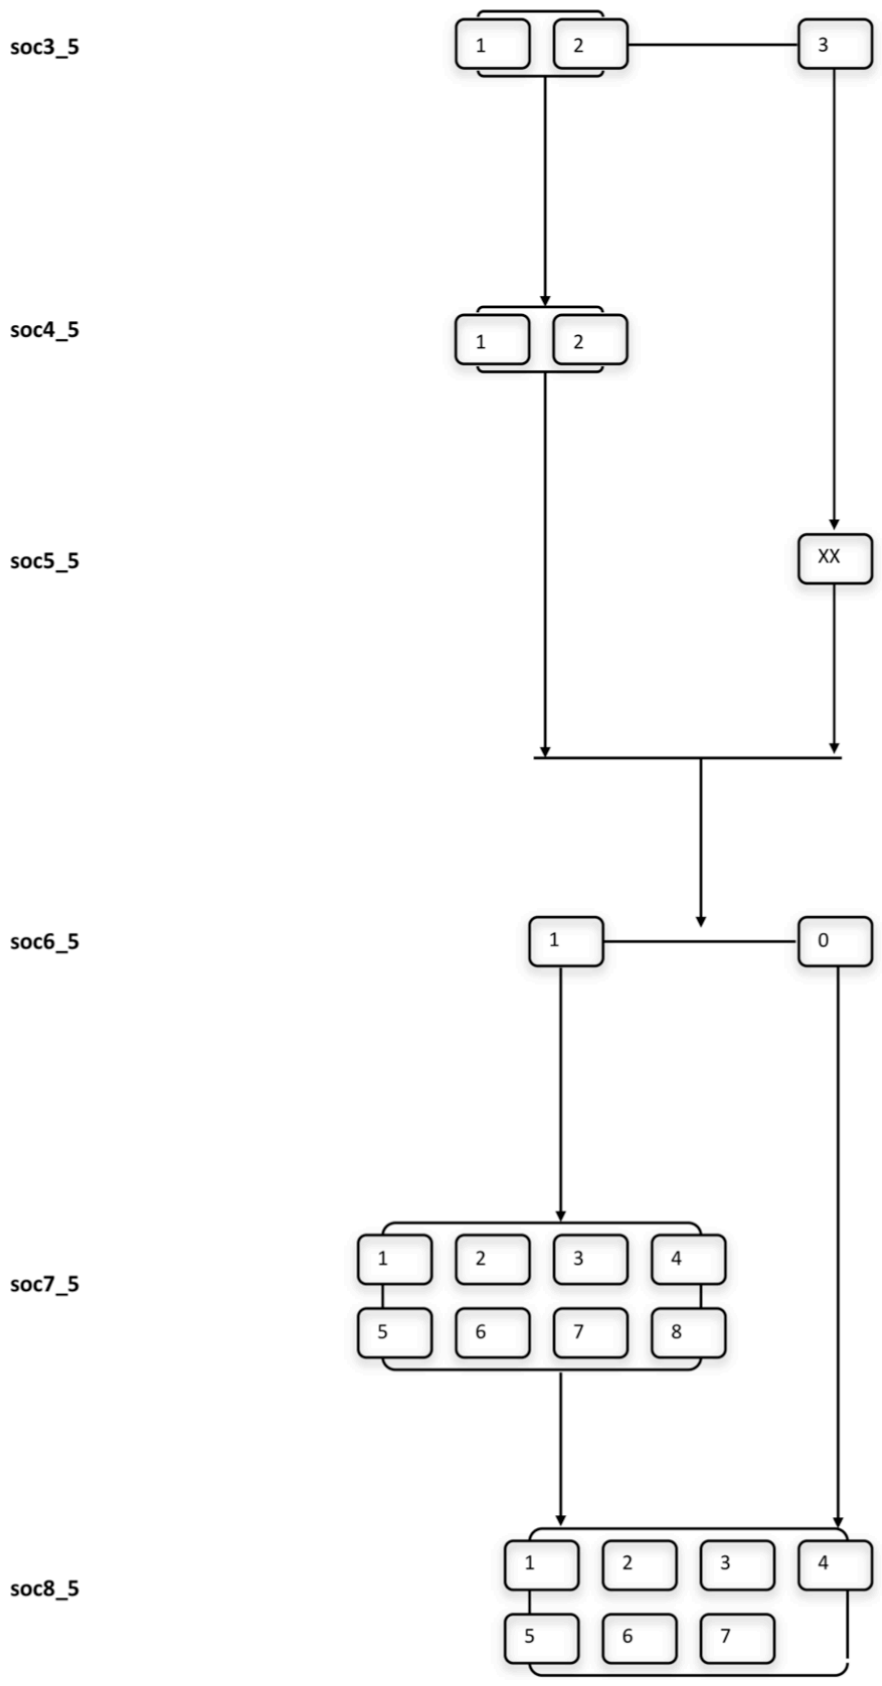 soc3_5 1 2 3
soc4_5 1 2
soc5_5 XX
soc6_5 1 0
soc7_5 1 2 3 4
5 6 7 8
soc8_5 1 2 3 4
5 6 7